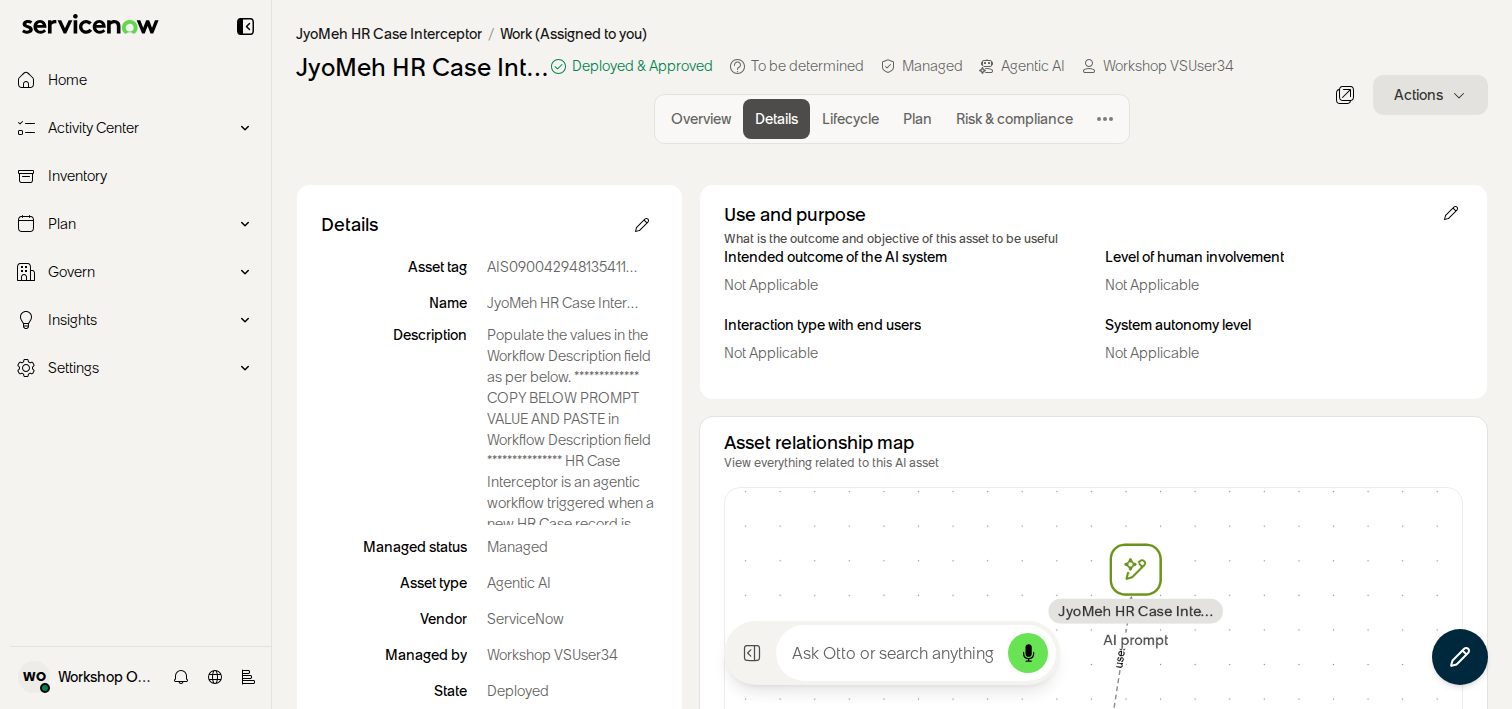 servicenow
Home
Activity Center
Inventory
Plan
Govern
Insights
Settings
WO
Workshop O...
JyoMeh HR Case Interceptor / Work (Assigned to you)
JyoMeh HR Case Int...
Deployed & Approved
To be determined
Managed
Agentic AI
Workshop VSUser34
Actions
Overview
Details
Lifecycle
Plan
Risk & compliance
Details
Asset tag AIS090042948135411...
Name JyoMeh HR Case Inter...
Description Populate the values in the
Workflow Description field
as per below. *************
COPY BELOW PROMPT
VALUE AND PASTE in
Workflow Description field
*************** HR Case
Interceptor is an agentic
workflow triggered when a
new HR Case record is
Managed status Managed
Asset type Agentic AI
Vendor ServiceNow
Managed by Workshop VSUser34
State Deployed
Use and purpose
What is the outcome and objective of this asset to be useful
Intended outcome of the AI system
Not Applicable
Level of human involvement
Not Applicable
Interaction type with end users
Not Applicable
System autonomy level
Not Applicable
Asset relationship map
View everything related to this AI asset
JyoMeh HR Case Inte...
AI prompt
Ask Otto or search anything